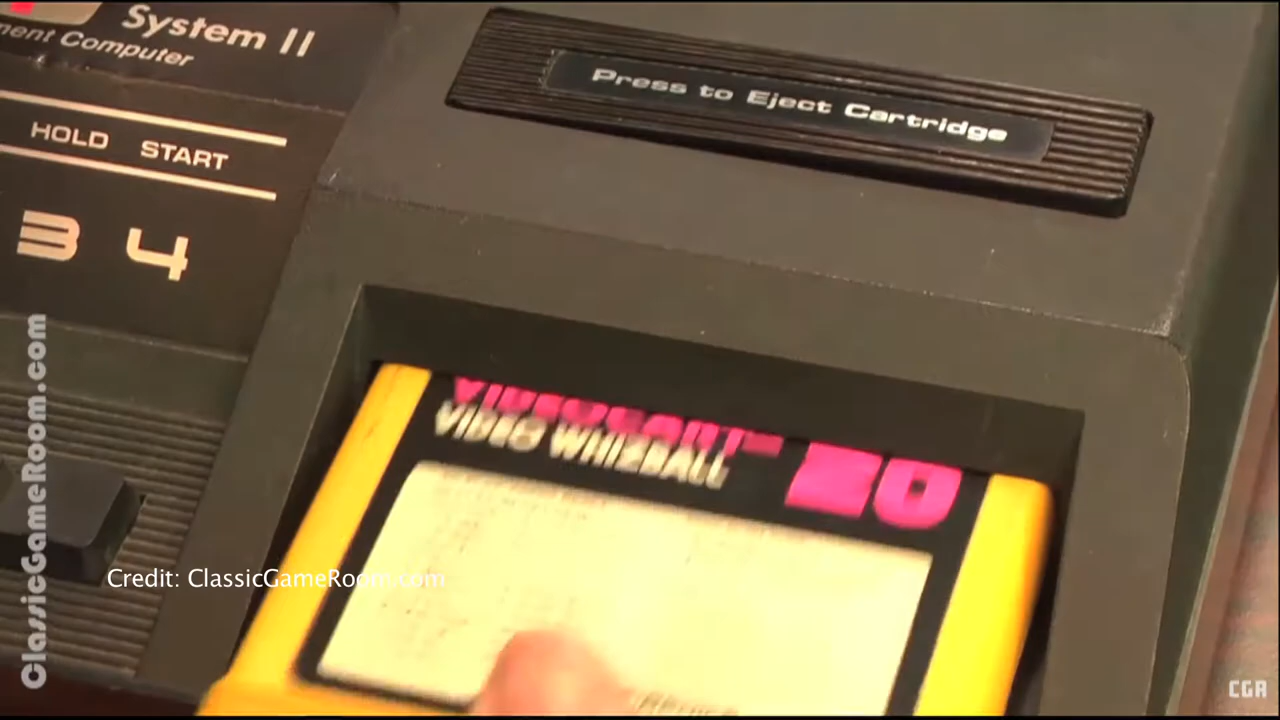 System II
ment Computer
Press to Eject Cartridge
HOLD START
3 4
VIDEOCART™ 20
VIDEO WHIZBALL
Credit: ClassicGameRoom.com
ClassicGameRoom.com
CGR